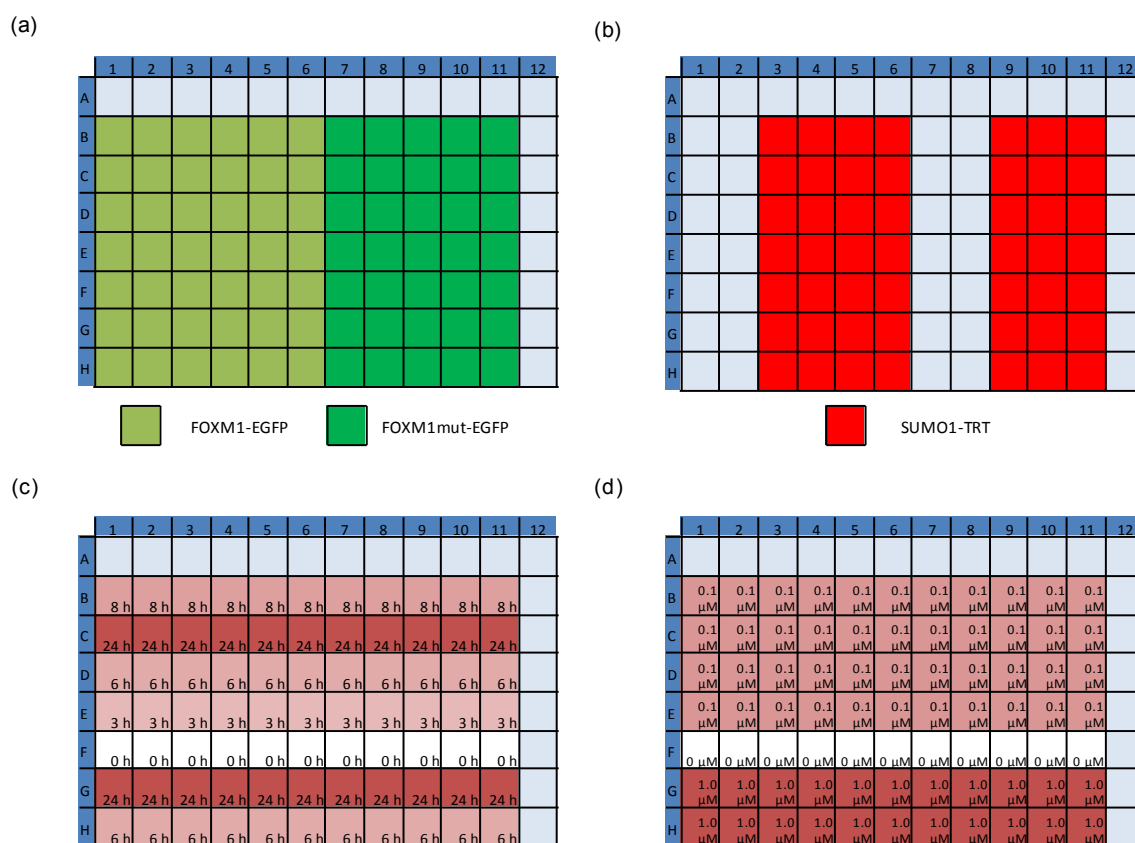 (a)
1 2 3 4 5 6 7 8 9 10 11 12
A
B
C
D
E
F
G
H
FOXM1-EGFP FOXM1mut-EGFP
(b)
1 2 3 4 5 6 7 8 9 10 11 12
A
B
C
D
E
F
G
H
SUMO1-TRT
(c)
1 2 3 4 5 6 7 8 9 10 11 12
A
B 8 h 8 h 8 h 8 h 8 h 8 h 8 h 8 h 8 h 8 h 8 h
C 24 h 24 h 24 h 24 h 24 h 24 h 24 h 24 h 24 h 24 h 24 h
D 6 h 6 h 6 h 6 h 6 h 6 h 6 h 6 h 6 h 6 h 6 h
E 3 h 3 h 3 h 3 h 3 h 3 h 3 h 3 h 3 h 3 h 3 h
F 0 h 0 h 0 h 0 h 0 h 0 h 0 h 0 h 0 h 0 h 0 h
G 24 h 24 h 24 h 24 h 24 h 24 h 24 h 24 h 24 h 24 h 24 h
H 6 h 6 h 6 h 6 h 6 h 6 h 6 h 6 h 6 h 6 h 6 h
(d)
1 2 3 4 5 6 7 8 9 10 11 12
A
B 0.1 0.1 0.1 0.1 0.1 0.1 0.1 0.1 0.1 0.1 0.1
µM µM µM µM µM µM µM µM µM µM µM
C 0.1 0.1 0.1 0.1 0.1 0.1 0.1 0.1 0.1 0.1 0.1
µM µM µM µM µM µM µM µM µM µM µM
D 0.1 0.1 0.1 0.1 0.1 0.1 0.1 0.1 0.1 0.1 0.1
µM µM µM µM µM µM µM µM µM µM µM
E 0.1 0.1 0.1 0.1 0.1 0.1 0.1 0.1 0.1 0.1 0.1
µM µM µM µM µM µM µM µM µM µM µM
F 0 µM 0 µM 0 µM 0 µM 0 µM 0 µM 0 µM 0 µM 0 µM 0 µM 0 µM
G 1.0 1.0 1.0 1.0 1.0 1.0 1.0 1.0 1.0 1.0 1.0
µM µM µM µM µM µM µM µM µM µM µM
H 1.0 1.0 1.0 1.0 1.0 1.0 1.0 1.0 1.0 1.0 1.0
µM µM µM µM µM µM µM µM µM µM µM